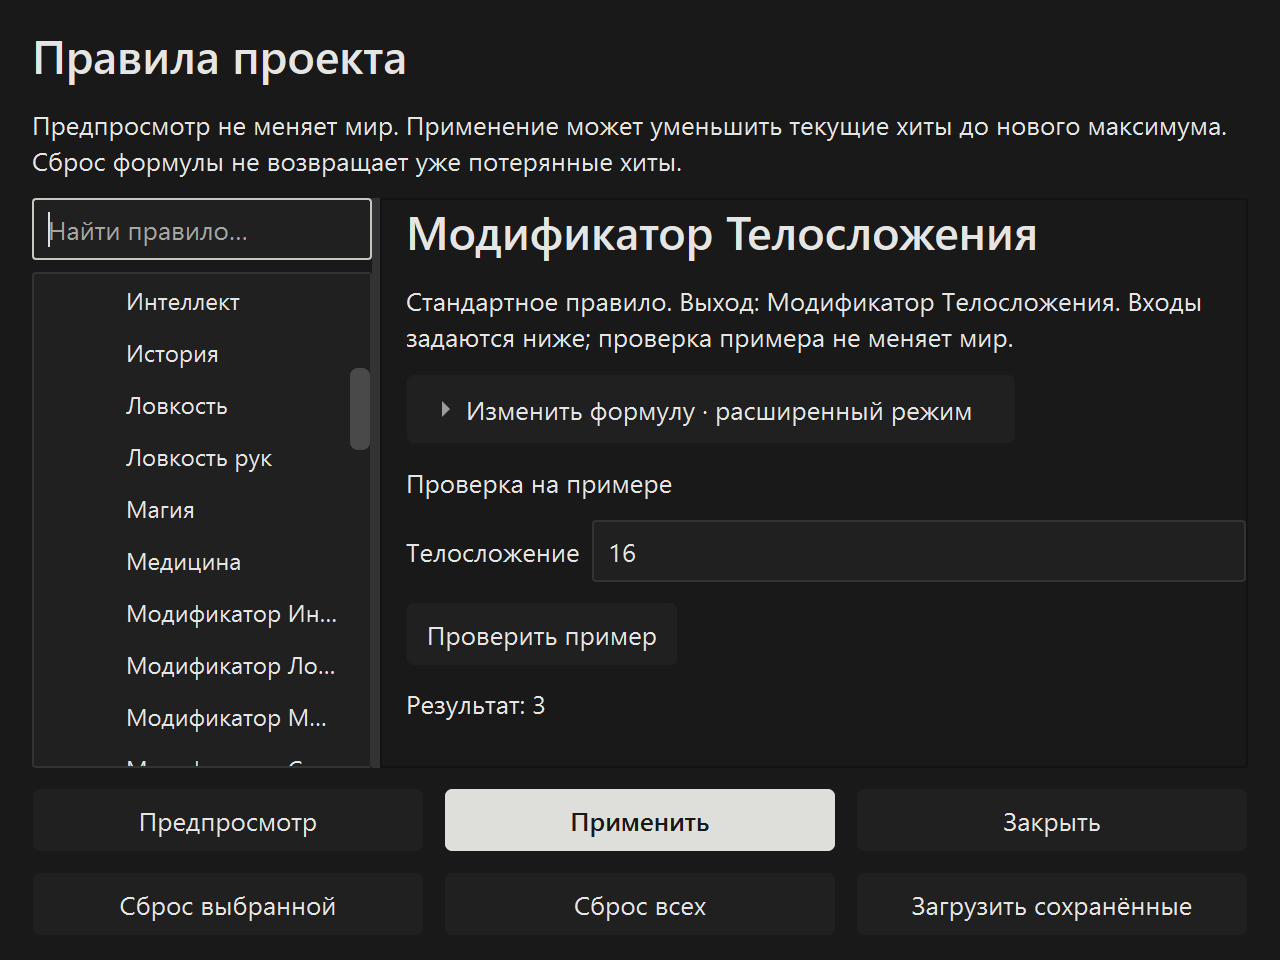 Правила проекта
Предпросмотр не меняет мир. Применение может уменьшить текущие хиты до нового максимума.
Сброс формулы не возвращает уже потерянные хиты.
Найти правило...
Интеллект
История
Ловкость
Ловкость рук
Магия
Медицина
Модификатор Ин...
Модификатор Ло...
Модификатор М...
Модификатор Телосложения
Стандартное правило. Выход: Модификатор Телосложения. Входы
задаются ниже; проверка примера не меняет мир.
Изменить формулу · расширенный режим
Проверка на примере
Телосложение 16
Проверить пример
Результат: 3
Предпросмотр
Применить
Закрыть
Сброс выбранной
Сброс всех
Загрузить сохранённые